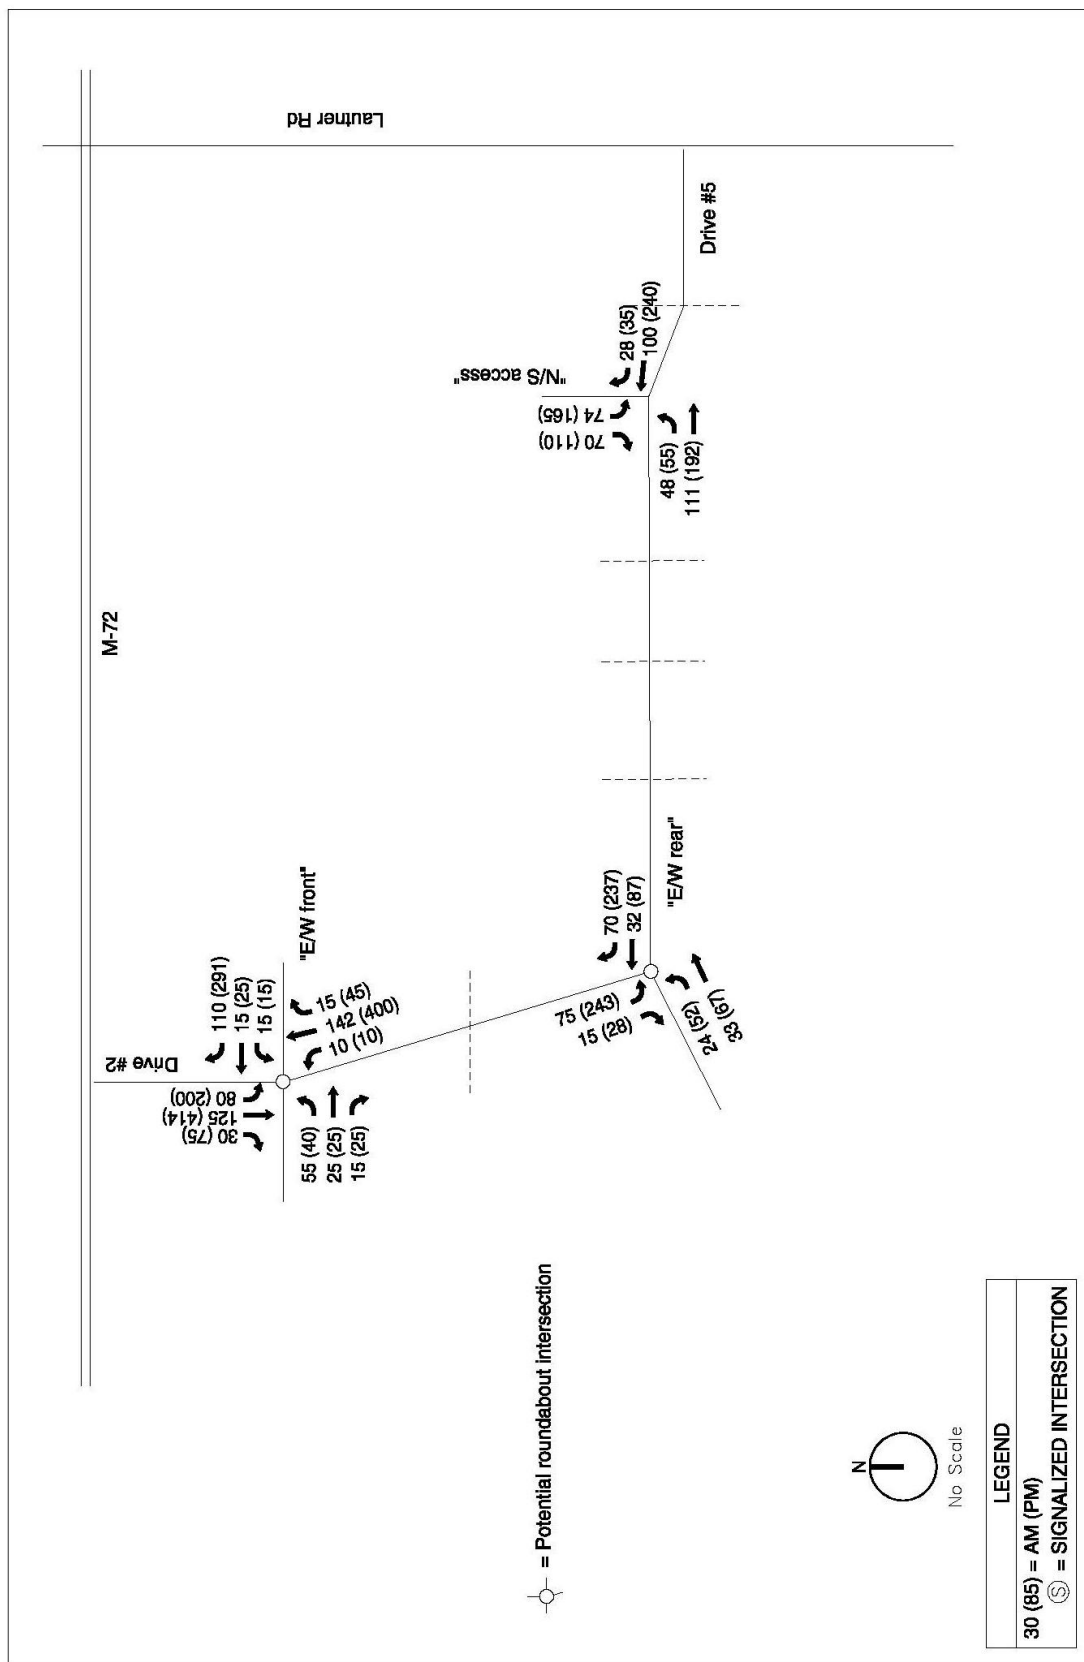 M-72
Lautner Rd
Drive #2
110 (291)
15 (25)
15 (15)
80 (200)
125 (414)
30 (75)
"E/W front"
15 (45)
142 (400)
10 (10)
55 (40)
25 (25)
15 (25)
"N/S access"
28 (35)
100 (240)
74 (165)
70 (110)
Drive #5
48 (55)
111 (192)
70 (237)
32 (87)
"E/W rear"
75 (243)
15 (28)
24 (52)
33 (67)
= Potential roundabout intersection
N
No Scale
LEGEND
30 (85) = AM (PM)
S = SIGNALIZED INTERSECTION